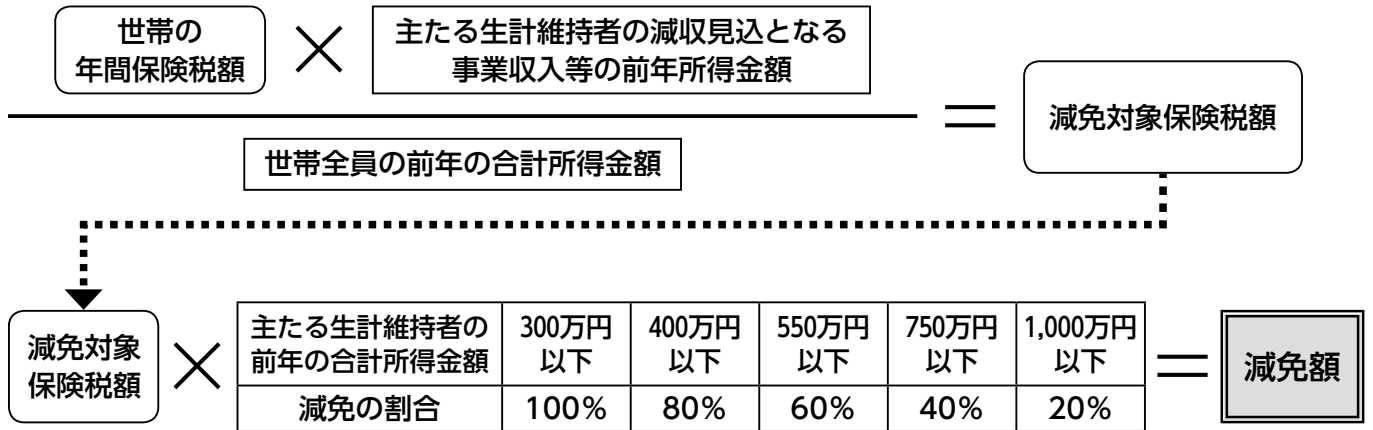 世帯の
年間保険税額
×
主たる生計維持者の減収見込となる
事業収入等の前年所得金額
世帯全員の前年の合計所得金額
＝
減免対象保険税額
減免対象
保険税額
×
主たる生計維持者の
前年の合計所得金額
300万円
以下
400万円
以下
550万円
以下
750万円
以下
1,000万円
以下
減免の割合
100%
80%
60%
40%
20%
＝
減免額